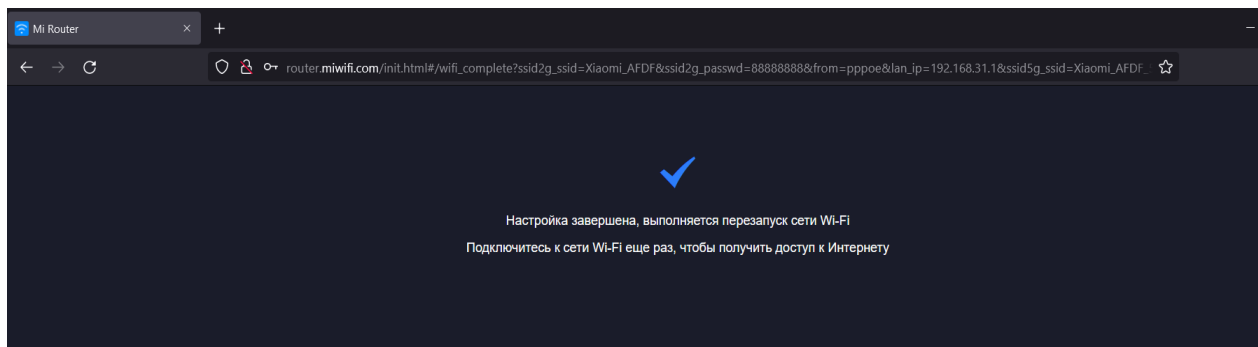 Mi Router
router.miwifi.com/init.html#/wifi_complete?ssid2g_ssid=Xiaomi_AFDF&ssid2g_passwd=88888888&from=pppoe&lan_ip=192.168.31.1&ssid5g_ssid=Xiaomi_AFDF_
Настройка завершена, выполняется перезапуск сети Wi-Fi
Подключитесь к сети Wi-Fi еще раз, чтобы получить доступ к Интернету